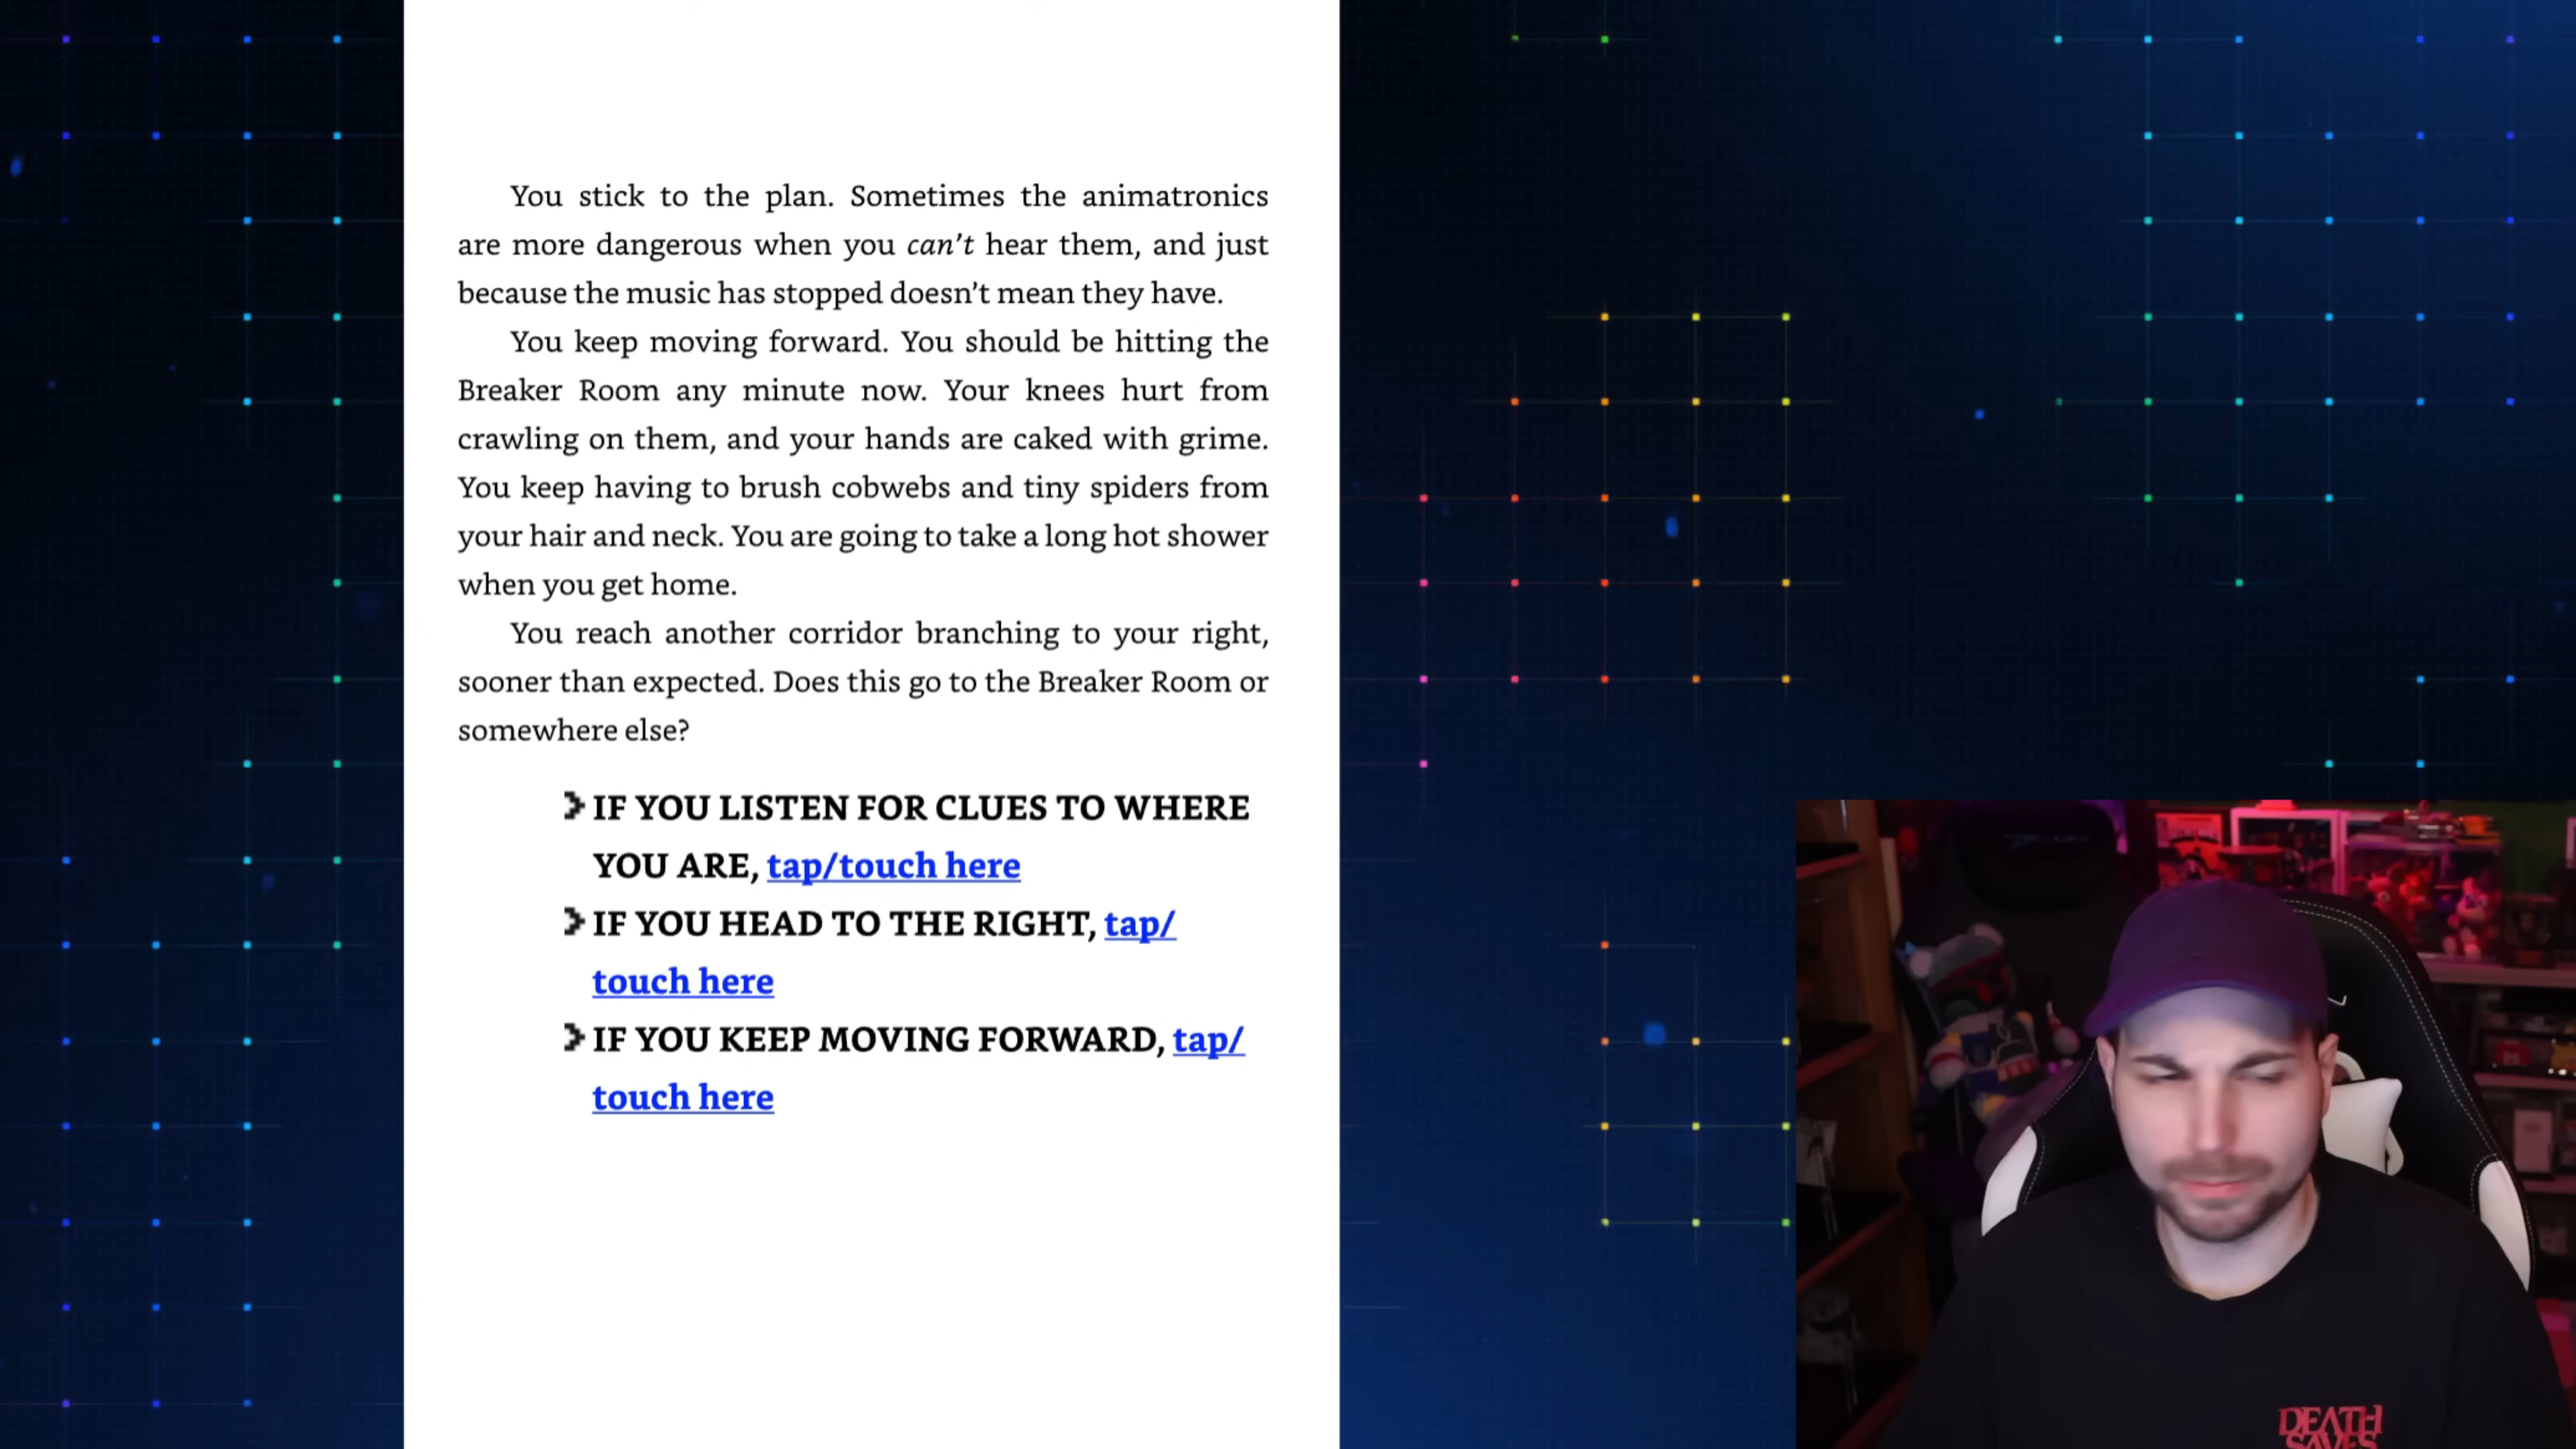 You stick to the plan. Sometimes the animatronics
are more dangerous when you can’t hear them, and just
because the music has stopped doesn’t mean they have.
You keep moving forward. You should be hitting the
Breaker Room any minute now. Your knees hurt from
crawling on them, and your hands are caked with grime.
You keep having to brush cobwebs and tiny spiders from
your hair and neck. You are going to take a long hot shower
when you get home.
You reach another corridor branching to your right,
sooner than expected. Does this go to the Breaker Room or
somewhere else?
IF YOU LISTEN FOR CLUES TO WHERE
YOU ARE, tap/touch here
IF YOU HEAD TO THE RIGHT, tap/
touch here
IF YOU KEEP MOVING FORWARD, tap/
touch here
DEATH
SAVES